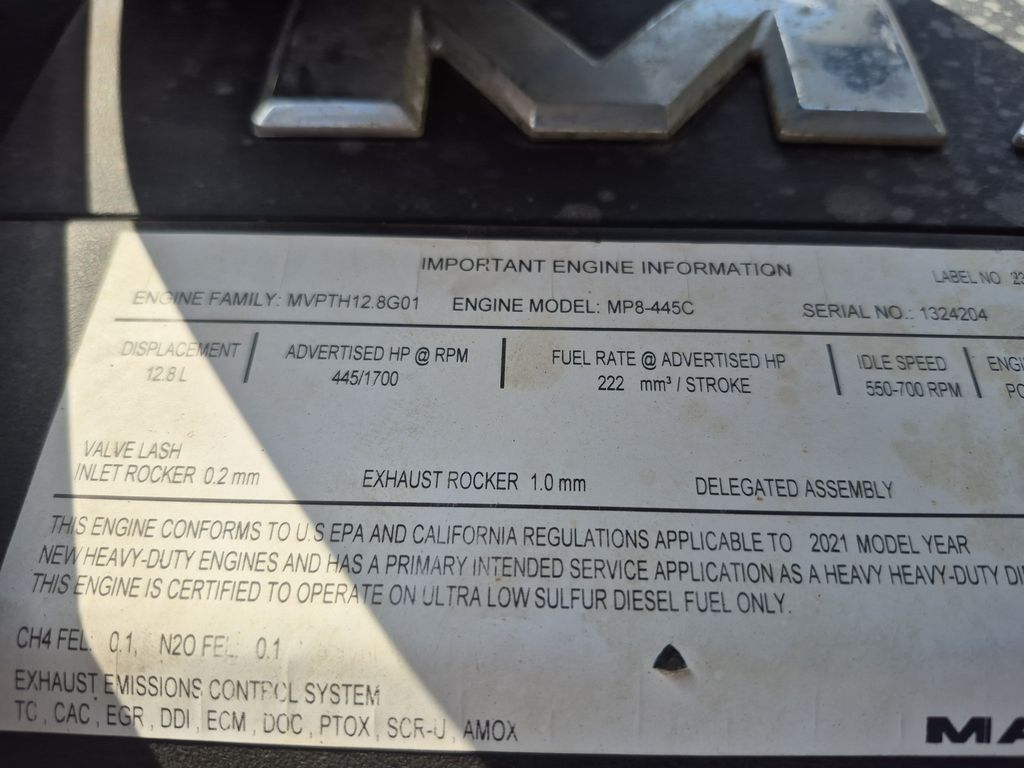 M
IMPORTANT ENGINE INFORMATION
LABEL NO. 23
ENGINE FAMILY: MVPTH12.8G01 ENGINE MODEL: MP8-445C SERIAL NO.: 1324204
DISPLACEMENT ADVERTISED HP @ RPM FUEL RATE @ ADVERTISED HP IDLE SPEED ENGI
12.8 L 445/1700 222 mm³ / STROKE 550-700 RPM PO
VALVE LASH
INLET ROCKER 0.2 mm EXHAUST ROCKER 1.0 mm DELEGATED ASSEMBLY
THIS ENGINE CONFORMS TO U.S EPA AND CALIFORNIA REGULATIONS APPLICABLE TO 2021 MODEL YEAR
NEW HEAVY-DUTY ENGINES AND HAS A PRIMARY INTENDED SERVICE APPLICATION AS A HEAVY HEAVY-DUTY DI
THIS ENGINE IS CERTIFIED TO OPERATE ON ULTRA LOW SULFUR DIESEL FUEL ONLY.
CH4 FEL: 0.1, N2O FEL: 0.1
EXHAUST EMISSIONS CONTROL SYSTEM
TC , CAC , EGR , DDI , ECM , DOC , PTOX , SCR-U , AMOX
MA